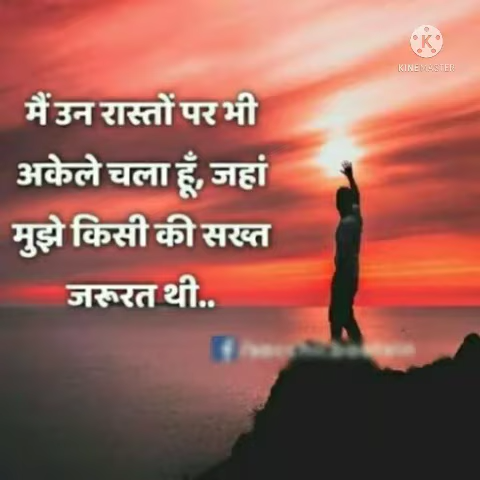 K
KINEMASTER
मैं उन रास्तों पर भी
अकेले चला हूँ, जहां
मुझे किसी की सख्त
जरूरत थी..
f